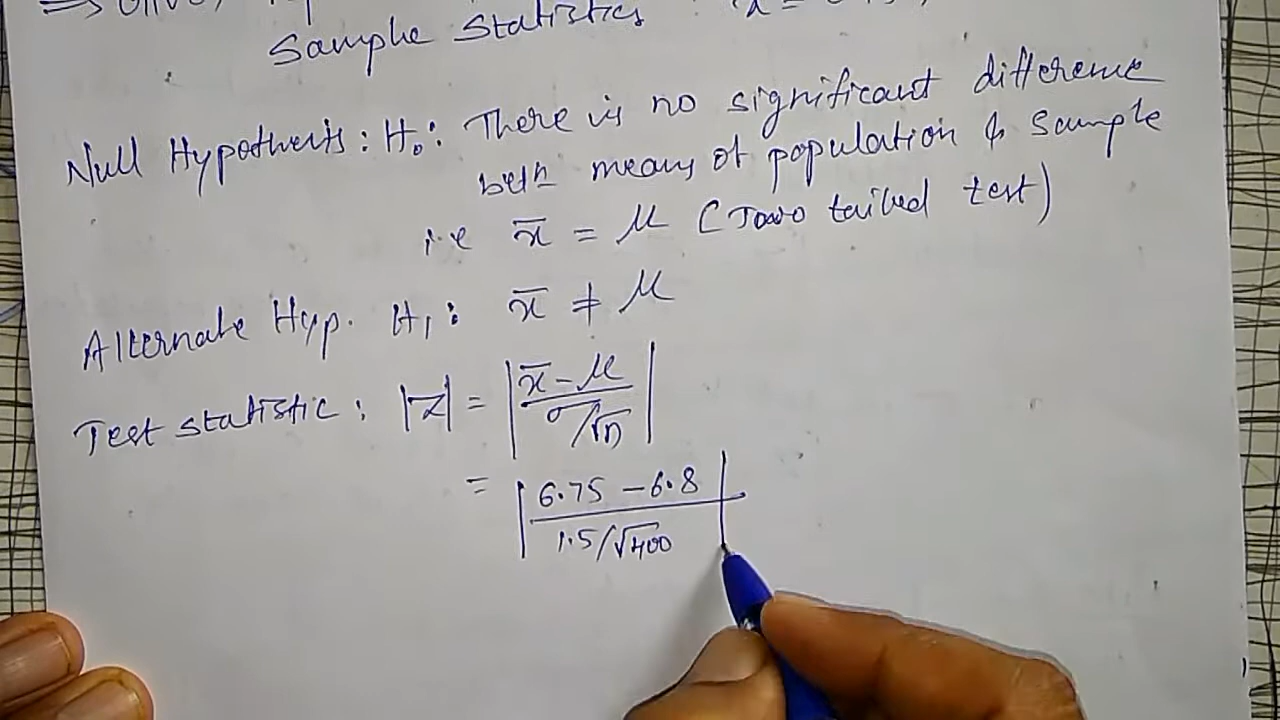 Sample Statistics
Null Hypothesis : H₀ : There is no significant difference
betn means of population & Sample
i.e x̄ = μ (Two tailed test)
Alternate Hyp. H₁ : x̄ ≠ μ
Test statistic : |z| = | (x̄ - μ) / (σ/√n) |
= | (6.75 - 6.8) / (1.5/√400) |